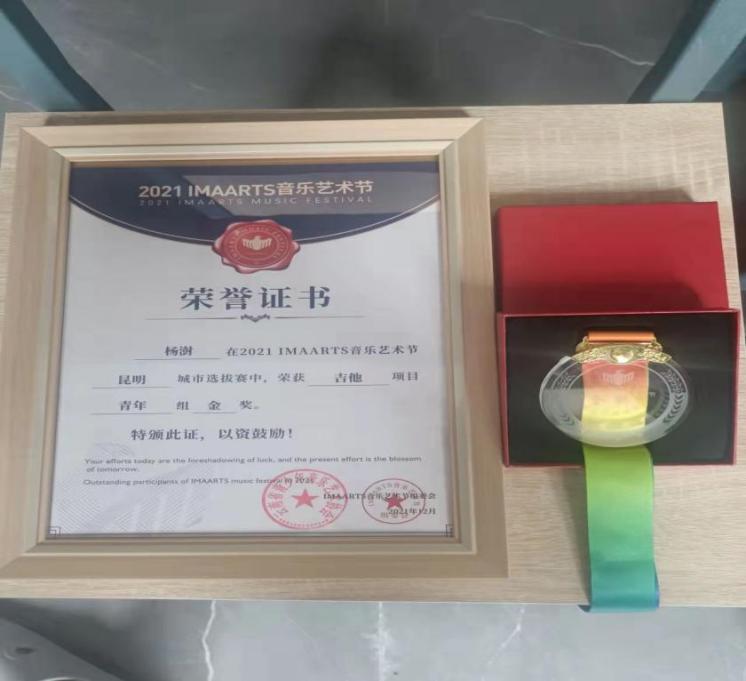 2021 IMAARTS音乐艺术节
2021 IMAARTS MUSIC FESTIVAL
荣誉证书
杨澍 在2021 IMAARTS音乐艺术节
昆明 城市选拔赛中，荣获 吉他 项目
青年 组 金 奖。
特颁此证，以资鼓励！
Your efforts today are the foreshadowing of luck, and the present effort is the blossom
of tomorrow.
Outstanding participants of IMAARTS music festival in 2021
IMAARTS音乐艺术节组委会
2021年12月